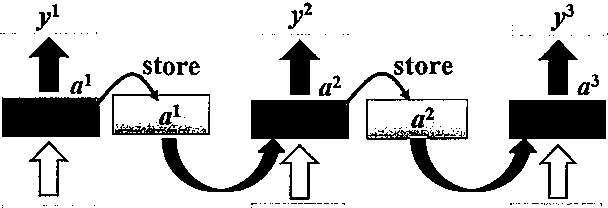 y¹ y² y³
a¹ store a² store a³
a¹ a²